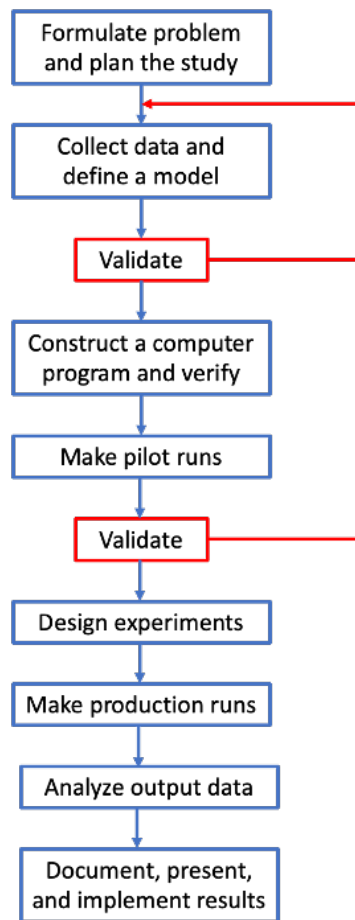 Formulate problem
and plan the study
Collect data and
define a model
Validate
Construct a computer
program and verify
Make pilot runs
Validate
Design experiments
Make production runs
Analyze output data
Document, present,
and implement results